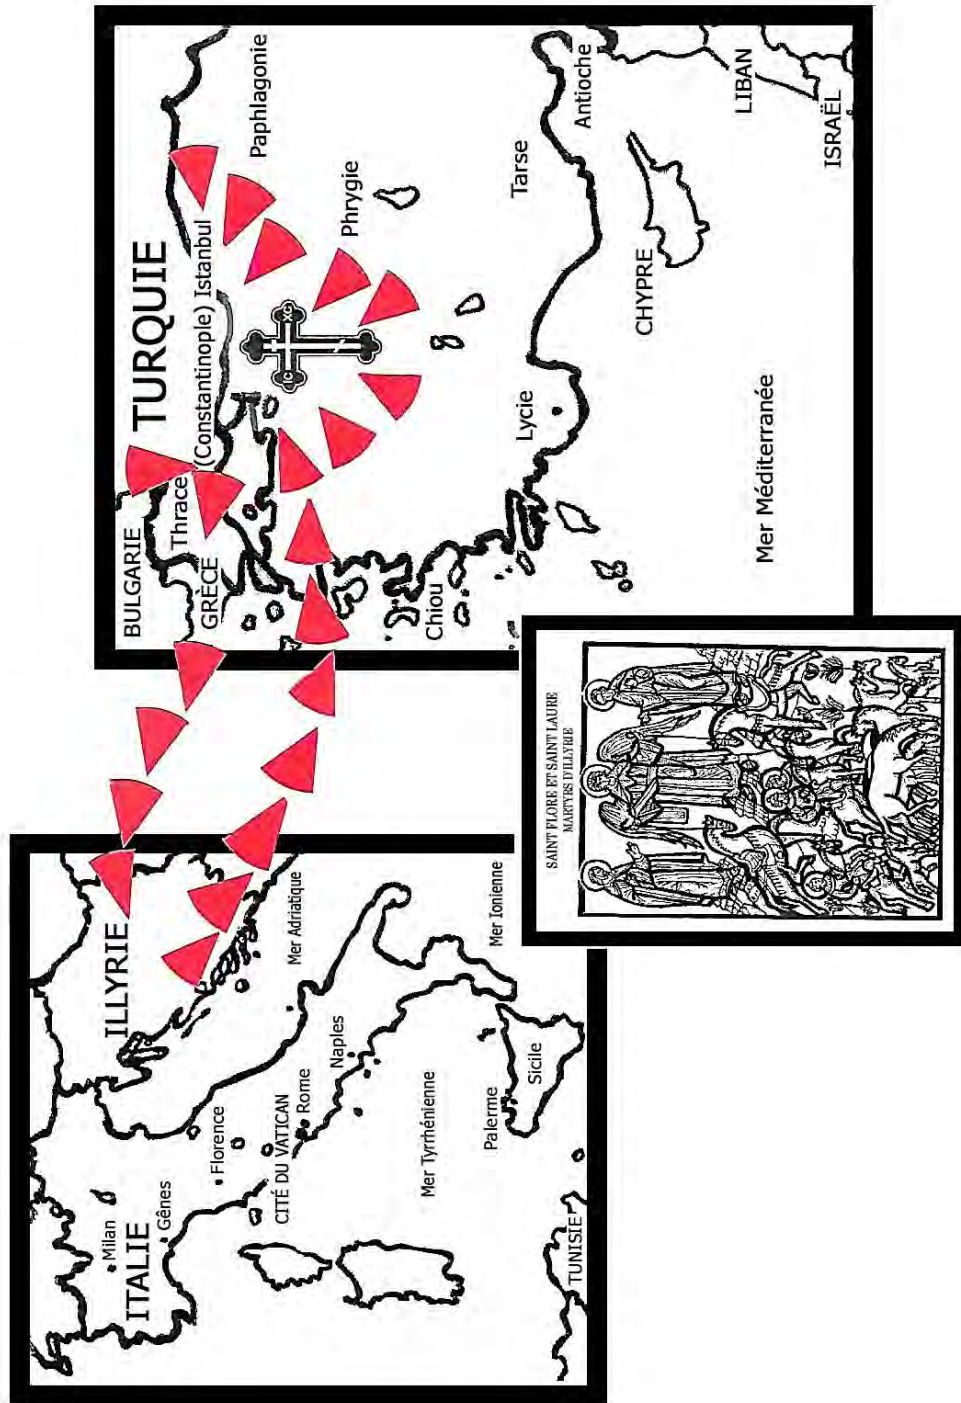 ITALIE
Milan
Gênes
Florence
CITÉ DU VATICAN
Rome
Naples
Mer Tyrrhénienne
Palerme
Sicile
TUNISIE
ILLYRIE
Mer Adriatique
Mer Ionienne
SAINT FLORE ET SAINT LAURE
MARTYRS D'ILLYRIE
BULGARIE
GRÈCE
Thrace
TURQUIE
(Constantinople) Istanbul
Paphlagonie
Phrygie
IC
XC
Chiou
Lycie
Tarse
Antioche
CHYPRE
LIBAN
ISRAËL
Mer Méditerranée